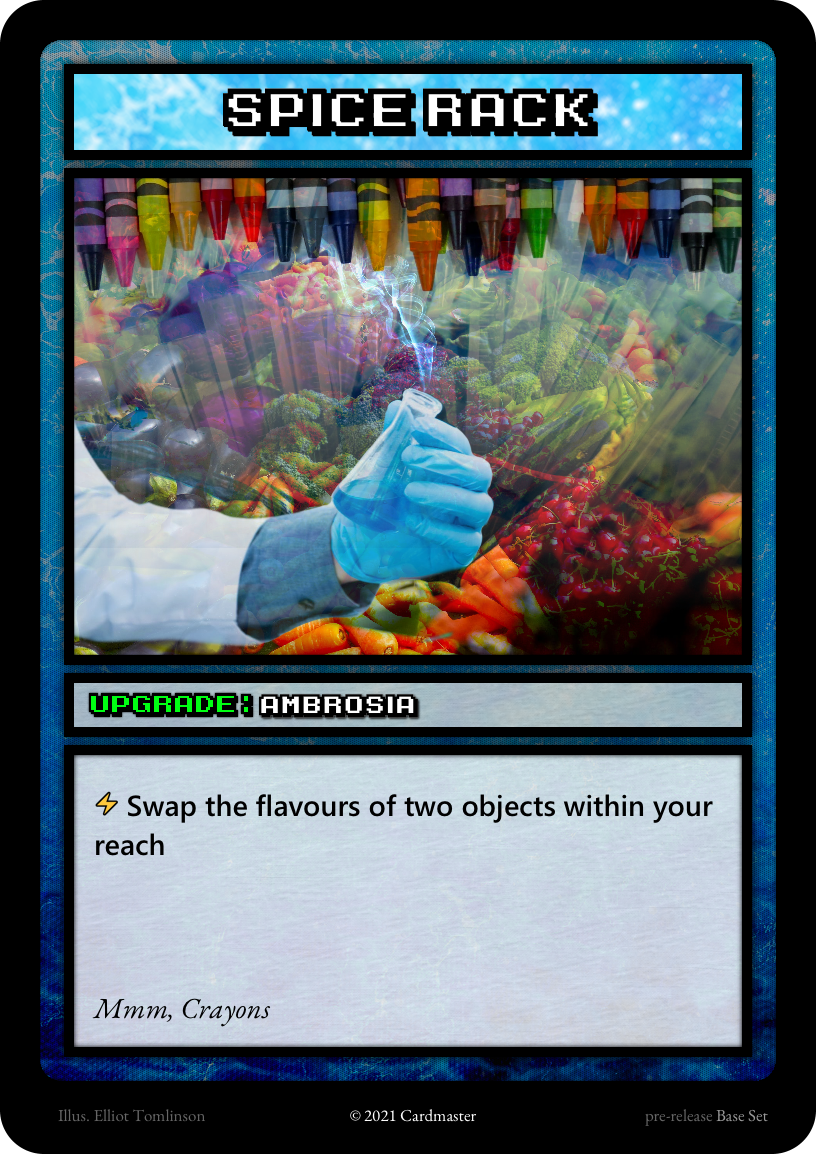 SPICE RACK
UPGRADE: AMBROSIA
⚡ Swap the flavours of two objects within your
reach
Mmm, Crayons
Illus. Elliot Tomlinson © 2021 Cardmaster pre-release Base Set